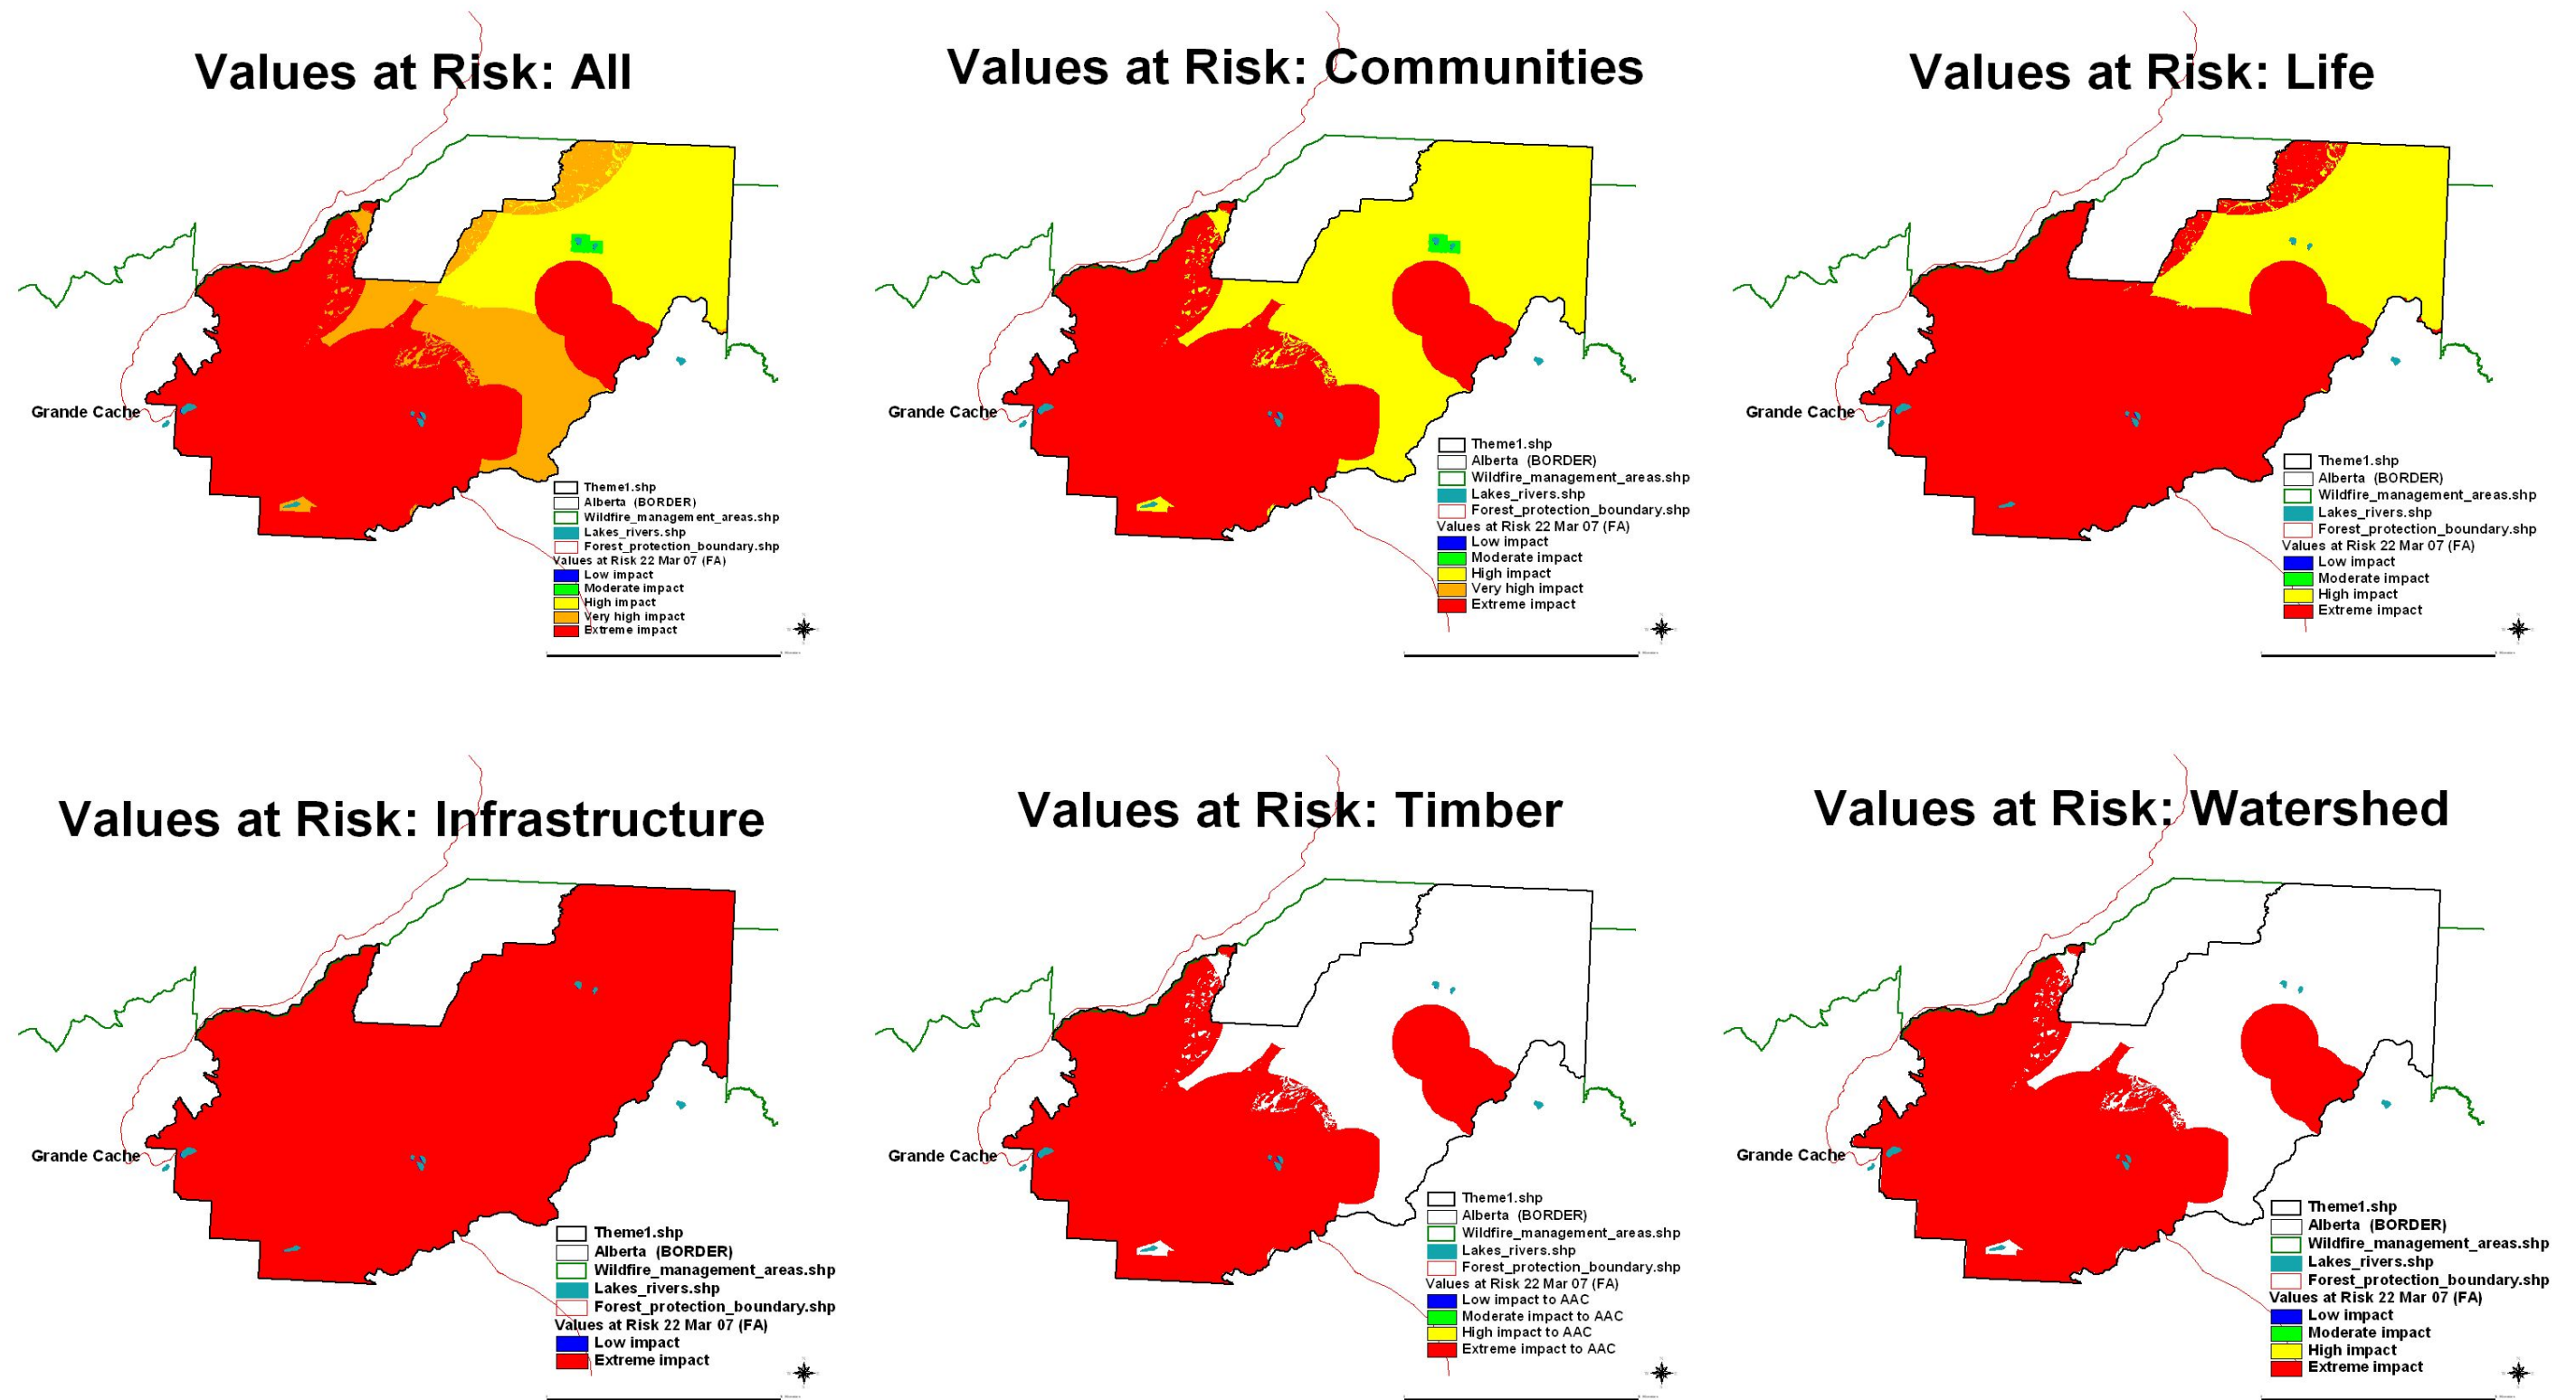 Values at Risk: All
Grande Cache
Theme1.shp
Alberta (BORDER)
Wildfire_management_areas.shp
Lakes_rivers.shp
Forest_protection_boundary.shp
Values at Risk 22 Mar 07 (FA)
Low impact
Moderate impact
High impact
Very high impact
Extreme impact
Values at Risk: Communities
Grande Cache
Theme1.shp
Alberta (BORDER)
Wildfire_management_areas.shp
Lakes_rivers.shp
Forest_protection_boundary.shp
Values at Risk 22 Mar 07 (FA)
Low impact
Moderate impact
High impact
Very high impact
Extreme impact
Values at Risk: Life
Grande Cache
Theme1.shp
Alberta (BORDER)
Wildfire_management_areas.shp
Lakes_rivers.shp
Forest_protection_boundary.shp
Values at Risk 22 Mar 07 (FA)
Low impact
Moderate impact
High impact
Extreme impact
Values at Risk: Infrastructure
Grande Cache
Theme1.shp
Alberta (BORDER)
Wildfire_management_areas.shp
Lakes_rivers.shp
Forest_protection_boundary.shp
Values at Risk 22 Mar 07 (FA)
Low impact
Extreme impact
Values at Risk: Timber
Grande Cache
Theme1.shp
Alberta (BORDER)
Wildfire_management_areas.shp
Lakes_rivers.shp
Forest_protection_boundary.shp
Values at Risk 22 Mar 07 (FA)
Low impact to AAC
Moderate impact to AAC
High impact to AAC
Extreme impact to AAC
Values at Risk: Watershed
Grande Cache
Theme1.shp
Alberta (BORDER)
Wildfire_management_areas.shp
Lakes_rivers.shp
Forest_protection_boundary.shp
Values at Risk 22 Mar 07 (FA)
Low impact
Moderate impact
High impact
Extreme impact